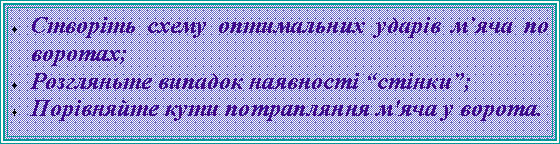 Створіть схему оптимальних ударів м’яча по
воротах;
Розгляньте випадок наявності “стінки”;
Порівняйте кути потрапляння м'яча у ворота.